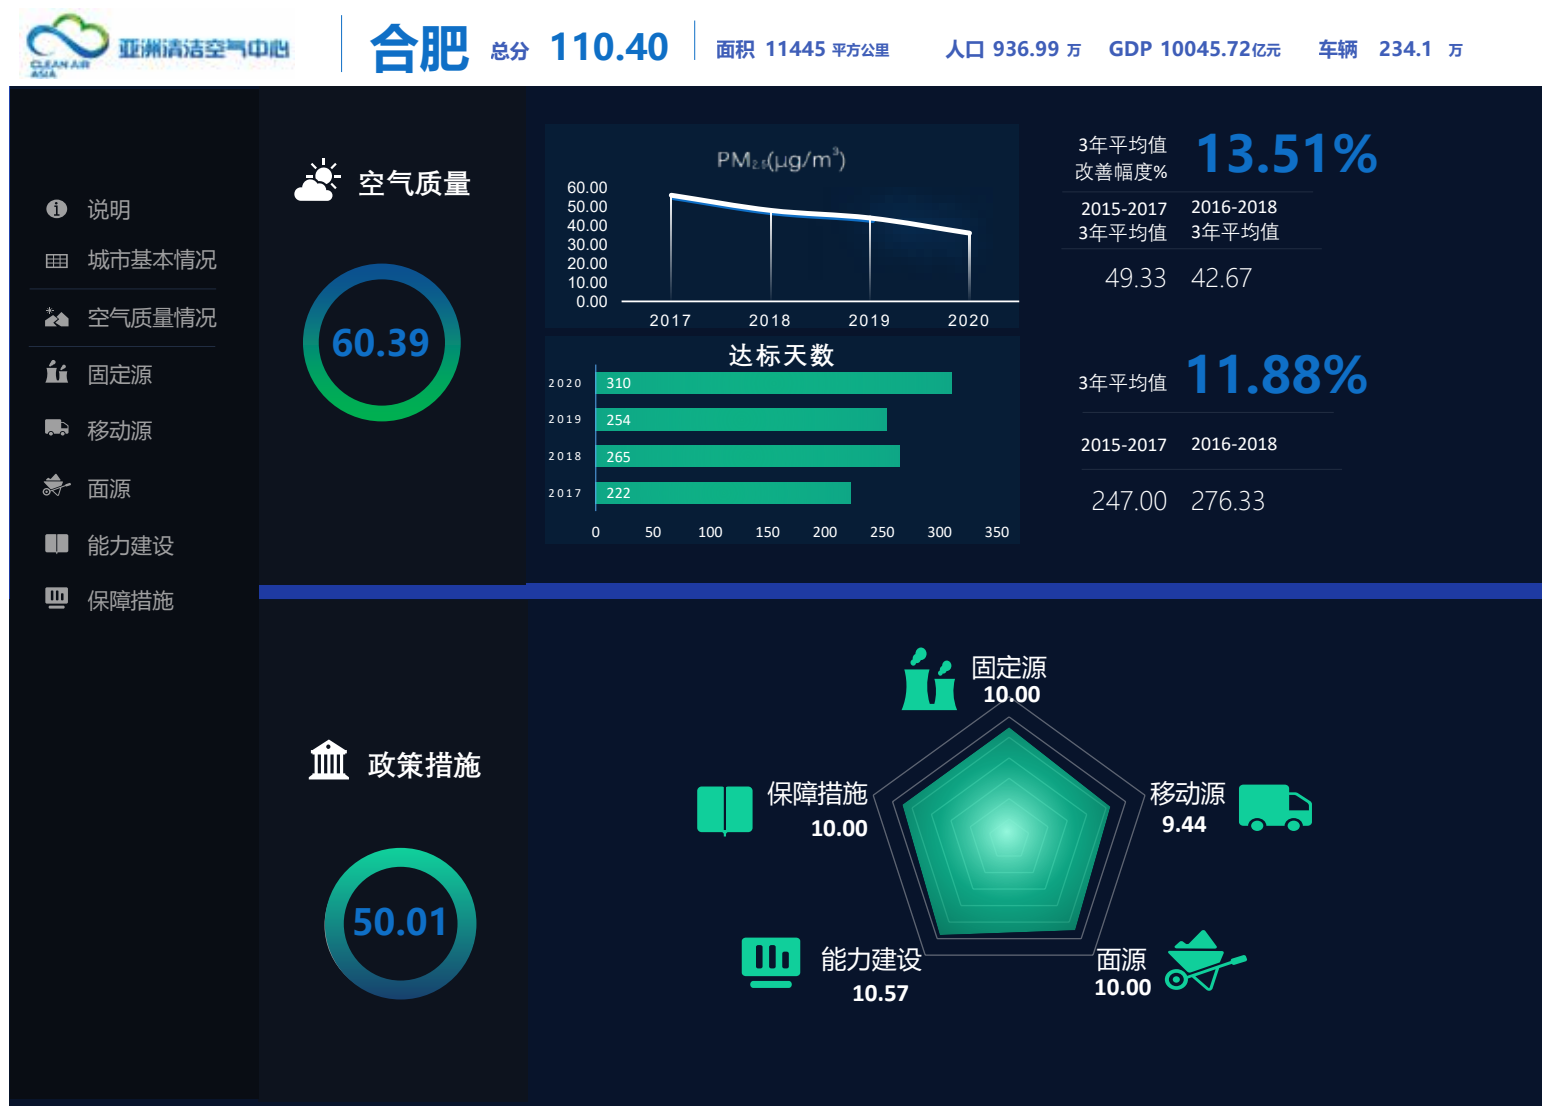 亚洲清洁空气中心
CLEAN AIR
ASIA
合肥 总分 110.40 面积 11445 平方公里 人口 936.99 万 GDP 10045.72亿元 车辆 234.1 万
说明
城市基本情况
空气质量情况
固定源
移动源
面源
能力建设
保障措施
空气质量
60.39
PM2.5(μg/m³)
60.00
50.00
40.00
30.00
20.00
10.00
0.00
2017 2018 2019 2020
达标天数
2020 310
2019 254
2018 265
2017 222
0 50 100 150 200 250 300 350
3年平均值
改善幅度% 13.51%
2015-2017 2016-2018
3年平均值 3年平均值
49.33 42.67
3年平均值 11.88%
2015-2017 2016-2018
247.00 276.33
政策措施
50.01
固定源
10.00
保障措施
10.00
移动源
9.44
能力建设
10.57
面源
10.00